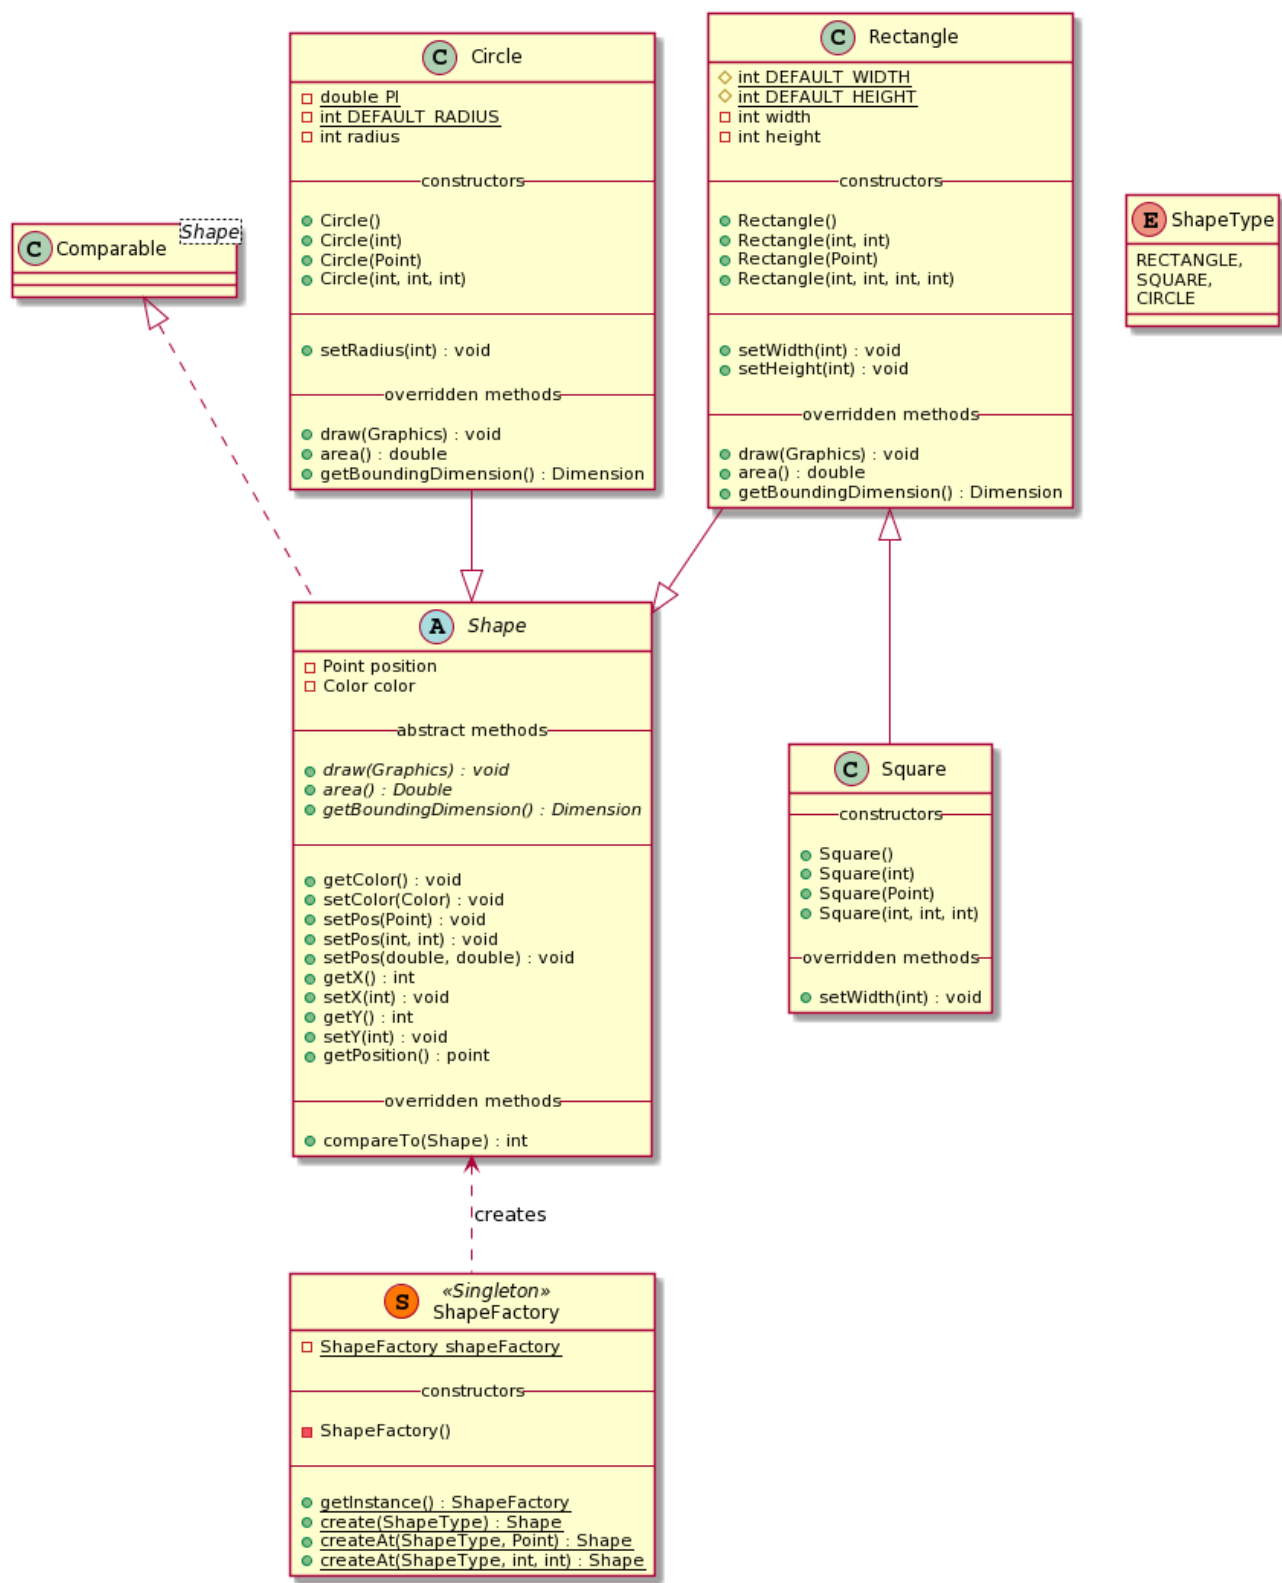 C Circle
double PI
int DEFAULT_RADIUS
int radius
constructors
Circle()
Circle(int)
Circle(Point)
Circle(int, int, int)
setRadius(int) : void
overridden methods
draw(Graphics) : void
area() : double
getBoundingDimension() : Dimension
C Rectangle
int DEFAULT_WIDTH
int DEFAULT_HEIGHT
int width
int height
constructors
Rectangle()
Rectangle(int, int)
Rectangle(Point)
Rectangle(int, int, int, int)
setWidth(int) : void
setHeight(int) : void
overridden methods
draw(Graphics) : void
area() : double
getBoundingDimension() : Dimension
E ShapeType
RECTANGLE,
SQUARE,
CIRCLE
Shape
C Comparable
A Shape
Point position
Color color
abstract methods
draw(Graphics) : void
area() : Double
getBoundingDimension() : Dimension
getColor() : void
setColor(Color) : void
setPos(Point) : void
setPos(int, int) : void
setPos(double, double) : void
getX() : int
setX(int) : void
getY() : int
setY(int) : void
getPosition() : point
overridden methods
compareTo(Shape) : int
C Square
constructors
Square()
Square(int)
Square(Point)
Square(int, int, int)
overridden methods
setWidth(int) : void
creates
«Singleton»
S ShapeFactory
ShapeFactory shapeFactory
constructors
ShapeFactory()
getInstance() : ShapeFactory
create(ShapeType) : Shape
createAt(ShapeType, Point) : Shape
createAt(ShapeType, int, int) : Shape